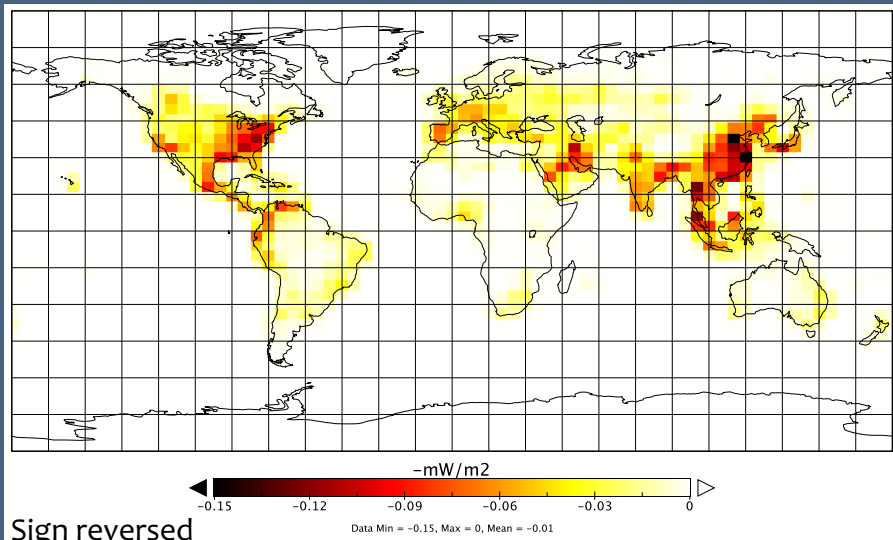 -mW/m2
-0.15 -0.12 -0.09 -0.06 -0.03 0
Data Min = -0.15, Max = 0, Mean = -0.01
Sign reversed